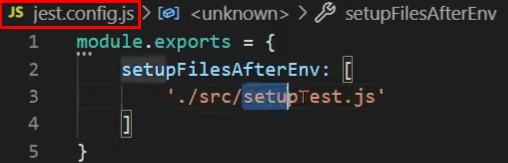 JS jest.config.js > <unknown> > setupFilesAfterEnv
1 module.exports = {
2 setupFilesAfterEnv: [
3 './src/setupTest.js'
4 ]
5 }